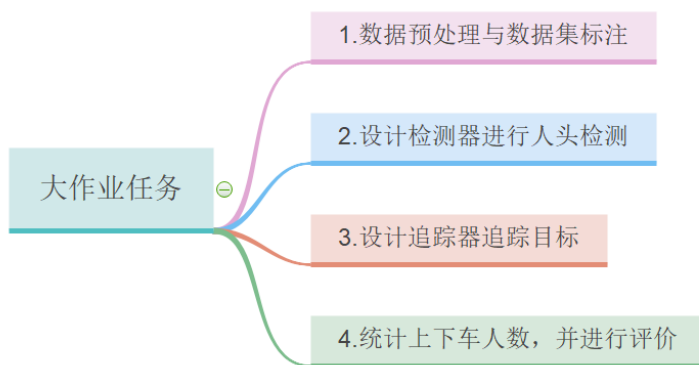 大作业任务
1.数据预处理与数据集标注
2.设计检测器进行人头检测
3.设计追踪器追踪目标
4.统计上下车人数，并进行评价